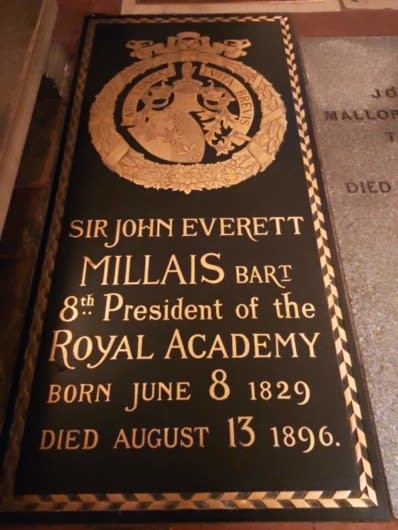 VITA BREVIS
SIR JOHN EVERETT
MILLAIS BART
8th President of the
ROYAL ACADEMY
BORN JUNE 8 1829
DIED AUGUST 13 1896.
JO
MALLOR
T
DIED